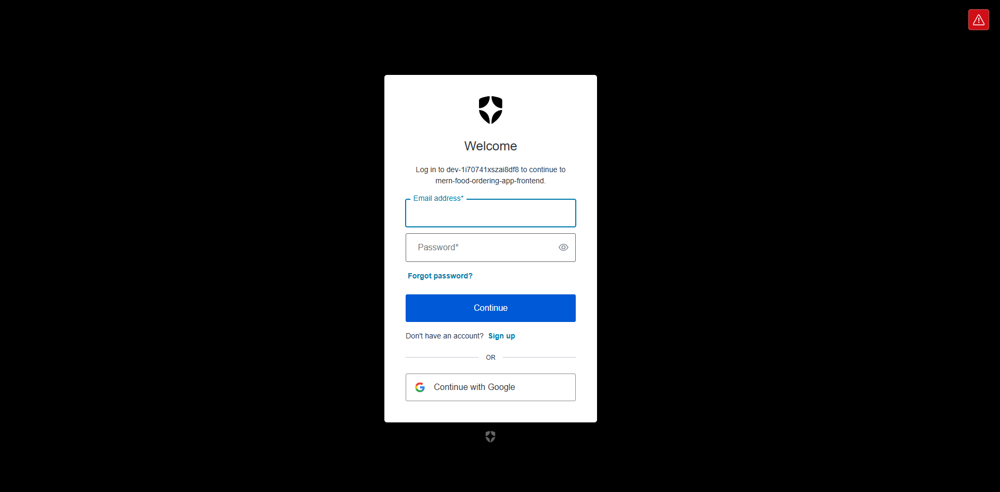 Welcome
Log in to dev-1i70741xszai8df8 to continue to
mern-food-ordering-app-frontend.
Email address*
Password*
Forgot password?
Continue
Don't have an account? Sign up
OR
Continue with Google